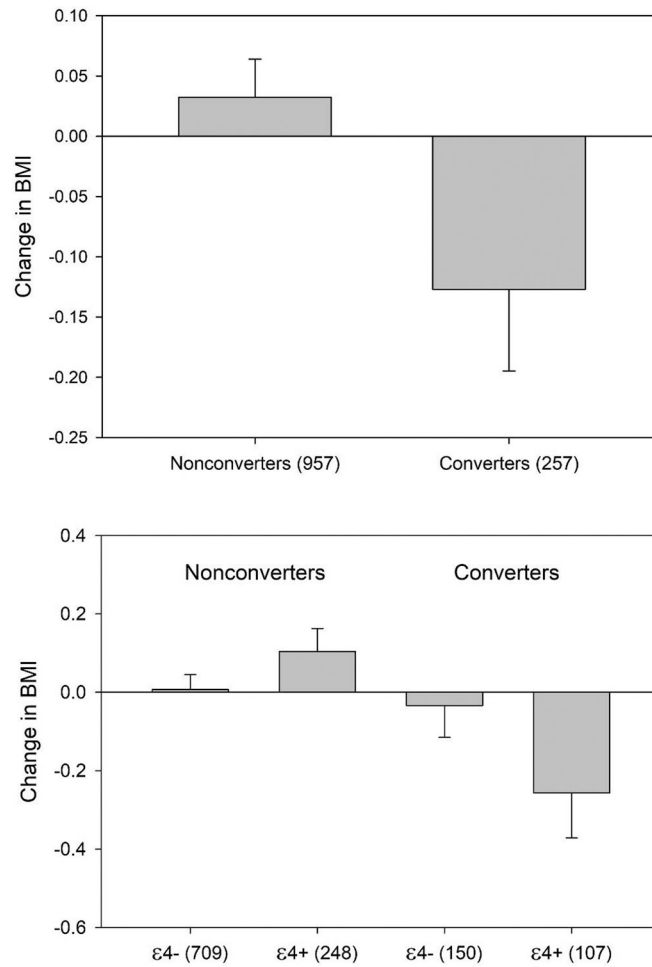 0.10
0.05
0.00
-0.05
-0.10
-0.15
-0.20
-0.25
Change in BMI
Nonconverters (957) Converters (257)
0.4
0.2
0.0
-0.2
-0.4
-0.6
Change in BMI
Nonconverters Converters
ε4- (709) ε4+ (248) ε4- (150) ε4+ (107)